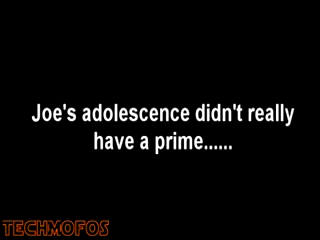 Joe's adolescence didn't really
have a prime......
TECHMOFOS